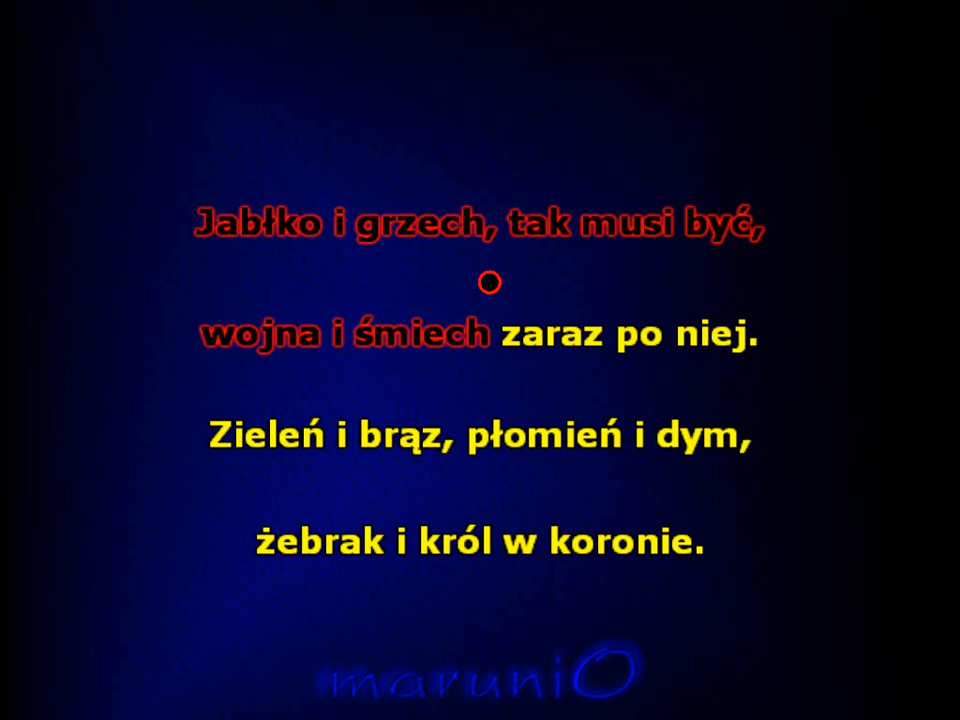 Jabłko i grzech, tak musi być,
wojna i śmiech zaraz po niej.
Zieleń i brąz, płomień i dym,
żebrak i król w koronie.
maruniO